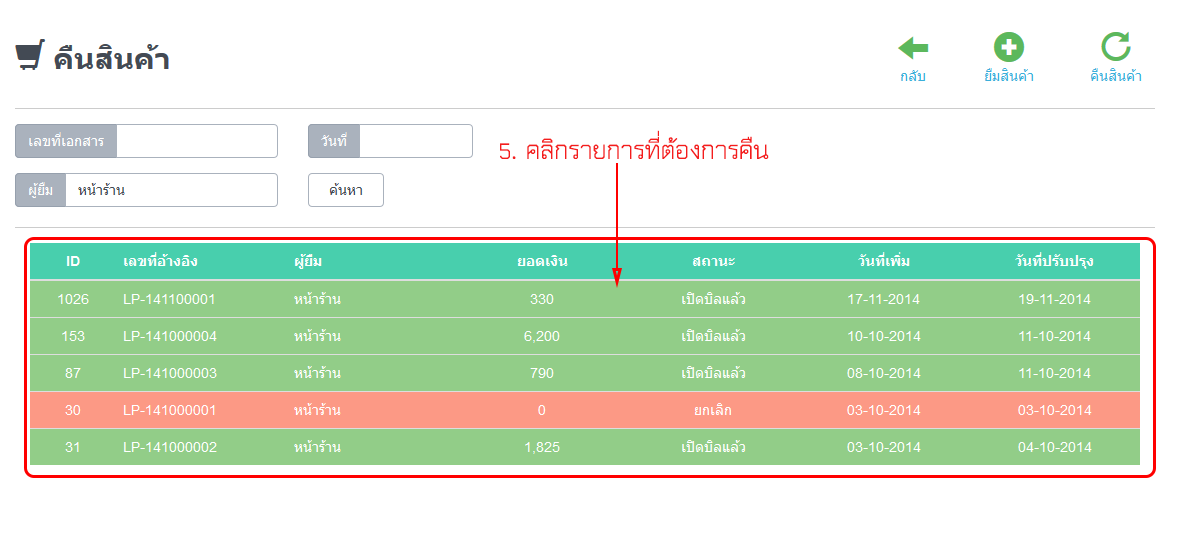 คืนสินค้า
กลับ ยืมสินค้า คืนสินค้า
เลขที่เอกสาร วันที่
5. คลิกรายการที่ต้องการคืน
ผู้ยืม หน้าร้าน ค้นหา
ID เลขที่อ้างอิง ผู้ยืม ยอดเงิน สถานะ วันที่เพิ่ม วันที่ปรับปรุง
1026 LP-141100001 หน้าร้าน 330 เปิดบิลแล้ว 17-11-2014 19-11-2014
153 LP-141000004 หน้าร้าน 6,200 เปิดบิลแล้ว 10-10-2014 11-10-2014
87 LP-141000003 หน้าร้าน 790 เปิดบิลแล้ว 08-10-2014 11-10-2014
30 LP-141000001 หน้าร้าน 0 ยกเลิก 03-10-2014 03-10-2014
31 LP-141000002 หน้าร้าน 1,825 เปิดบิลแล้ว 03-10-2014 04-10-2014